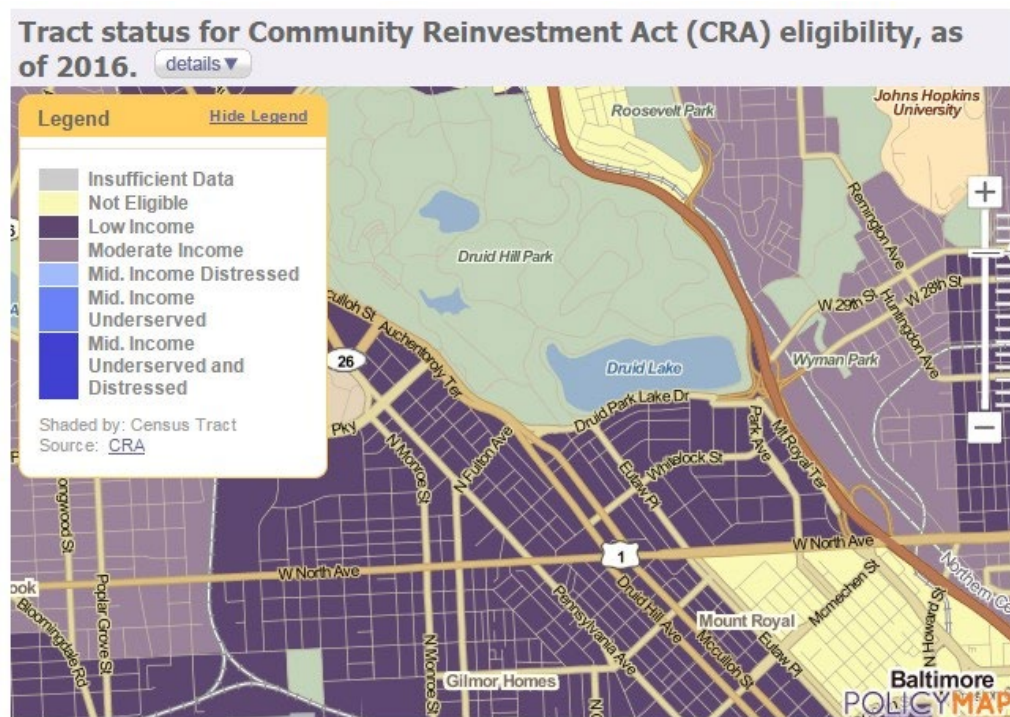 Tract status for Community Reinvestment Act (CRA) eligibility, as
of 2016. details▼
Legend Hide Legend
Insufficient Data
Not Eligible
Low Income
Moderate Income
Mid. Income Distressed
Mid. Income
Underserved
Mid. Income
Underserved and
Distressed
Shaded by: Census Tract
Source: CRA
Roosevelt Park
Johns Hopkins
University
Remington Ave
Druid Hill Park
W 29th St
W 28th St
Huntingdon Ave
Wyman Park
Auchentoroly Ter
26
Druid Lake
Druid Park Lake Dr
Park Ave
Mt Royal Ter
Pky
N Monroe St
N Fulton Ave
Whitelock St
Eutaw Pl
W North Ave
1
W North Ave
Poplar Grove St
Bloomingdale Rd
N Monroe St
Pennsylvania Ave
Druid Hill Ave
Mcculloh St
Mount Royal
Eutaw Pl
Mcmechen St
N Howard St
Gilmor Homes
Baltimore
POLICYMAP